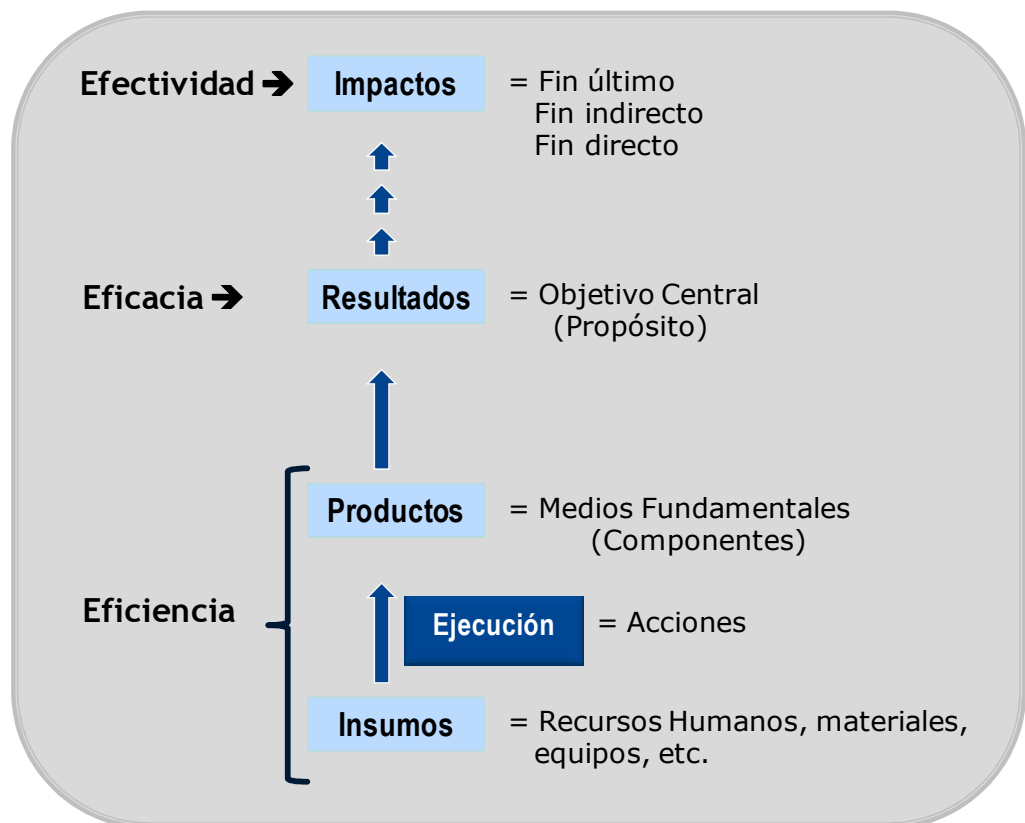 Efectividad ➔ Impactos = Fin último
Fin indirecto
Fin directo
Eficacia ➔ Resultados = Objetivo Central
(Propósito)
Productos = Medios Fundamentales
(Componentes)
Eficiencia Ejecución = Acciones
Insumos = Recursos Humanos, materiales,
equipos, etc.